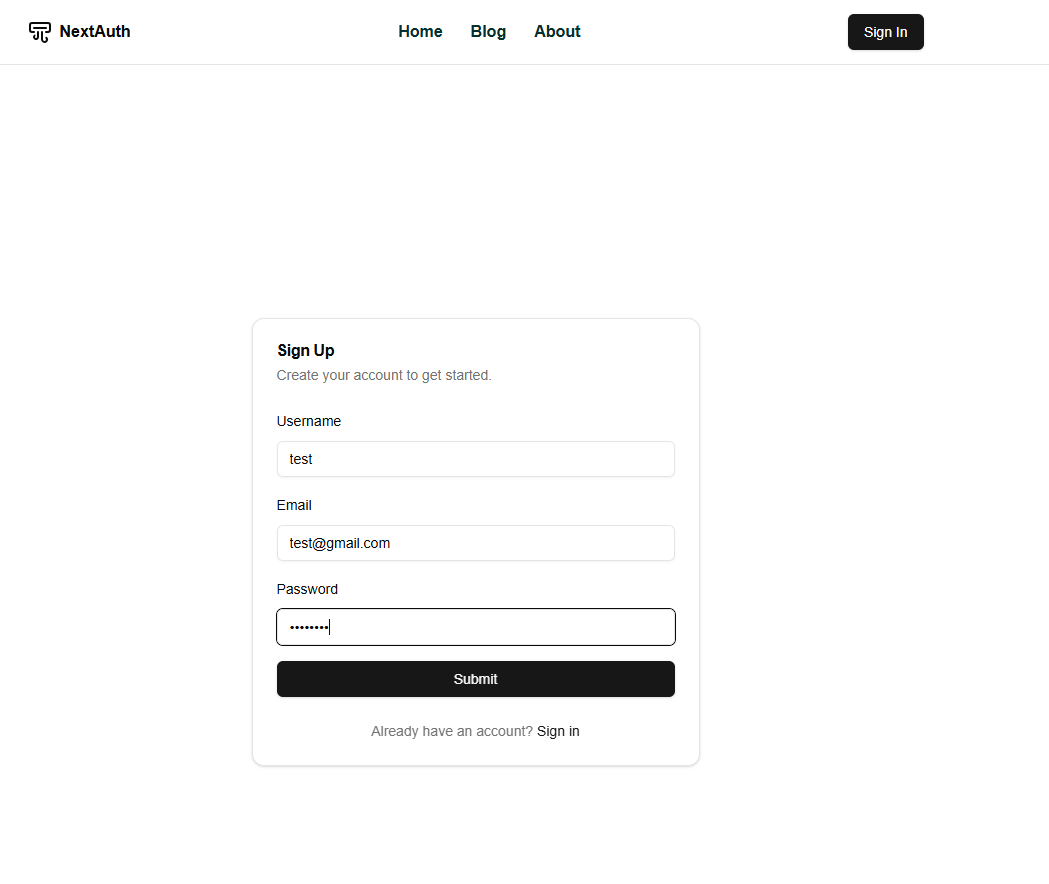 NextAuth
Home Blog About
Sign In
Sign Up
Create your account to get started.
Username
test
Email
test@gmail.com
Password
••••••••
Submit
Already have an account? Sign in